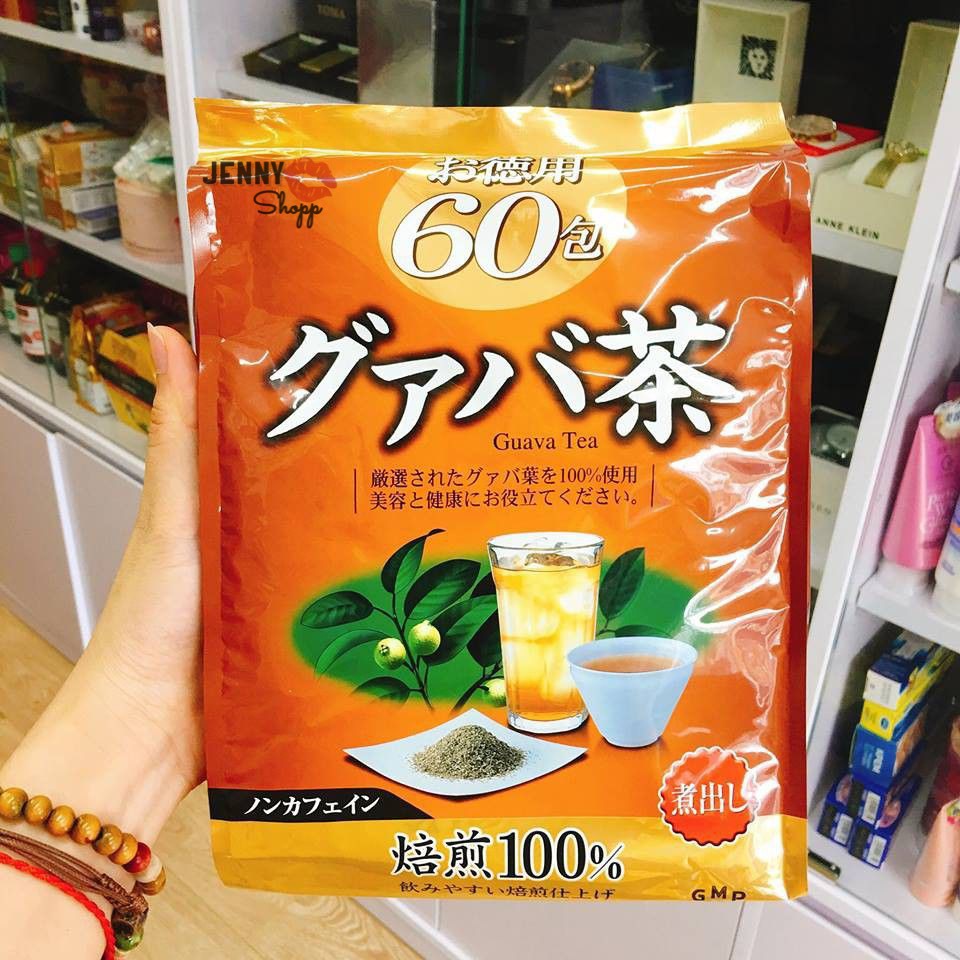 TOMA
JENNY
Shopp
お徳用
60包
ANNE KLEIN
グァバ茶
Guava Tea
厳選されたグァバ葉を100%使用
美容と健康にお役立てください。
ノンカフェイン
煮出し
焙煎100%
飲みやすい焙煎仕上げ
GMP